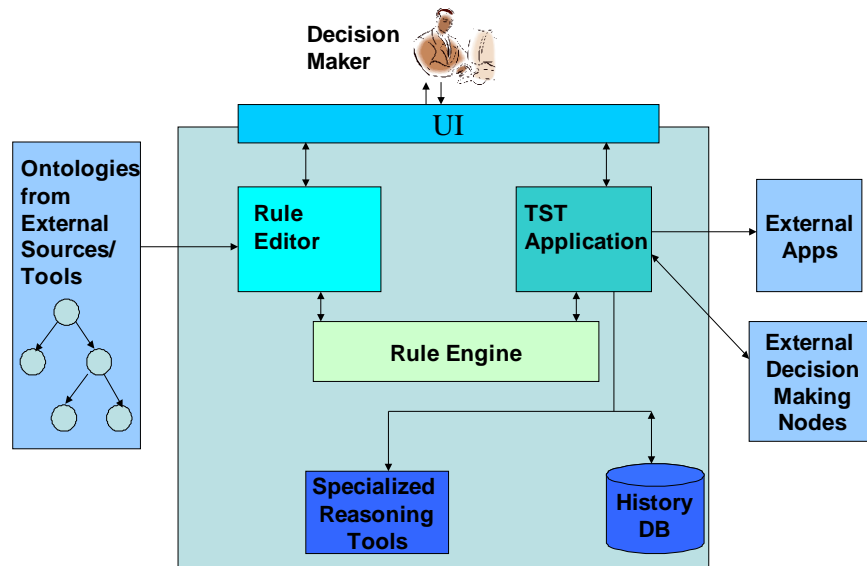 Decision
Maker
UI
Ontologies
from
External
Sources/
Tools
Rule
Editor
TST
Application
External
Apps
Rule Engine
External
Decision
Making
Nodes
Specialized
Reasoning
Tools
History
DB